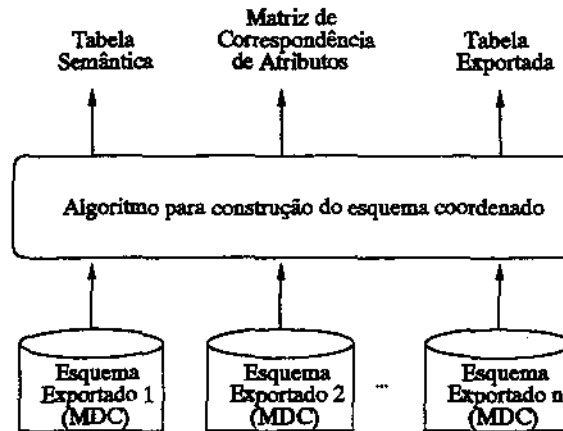 Tabela
Semântica
Matriz de
Correspondência
de Atributos
Tabela
Exportada
Algoritmo para construção do esquema coordenado
Esquema
Exportado 1
(MDC)
Esquema
Exportado 2
(MDC)
...
Esquema
Exportado n
(MDC)